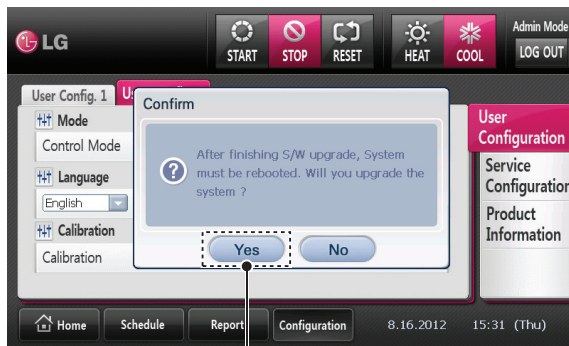 LG
START STOP RESET HEAT COOL
Admin Mode
LOG OUT
User Config. 1
Confirm
Mode
Control Mode
Language
English
Calibration
Calibration
After finishing S/W upgrade, System
must be rebooted. Will you upgrade the
system ?
Yes No
User
Configuration
Service
Configuration
Product
Information
Home Schedule Report Configuration 8.16.2012 15:31 (Thu)